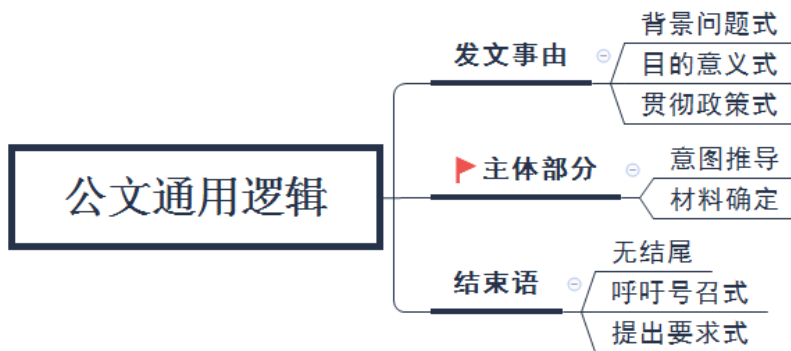 公文通用逻辑
发文事由
背景问题式
目的意义式
贯彻政策式
主体部分
意图推导
材料确定
结束语
无结尾
呼吁号召式
提出要求式